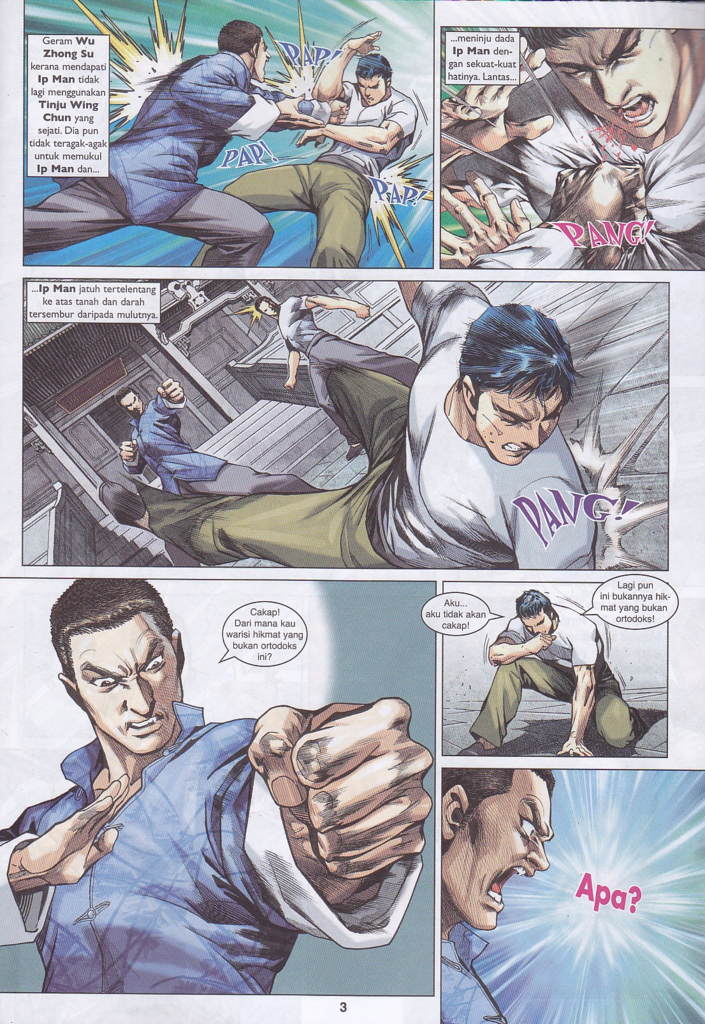 Geram Wu
Zhong Su
kerana mendapati
Ip Man tidak
lagi menggunakan
Tinju Wing
Chun yang
sejati. Dia pun
tidak teragak-agak
untuk memukul
Ip Man dan...
PAP!
PAP!
PAP!
PAP!
...meninju dada
Ip Man den-
gan sekuat-kuat
hatinya. Lantas...
PANG!
...Ip Man jatuh tertelentang
ke atas tanah dan darah
tersembur daripada mulutnya.
PANG!
Cakap!
Dari mana kau
warisi hikmat yang
bukan ortodoks
ini?
Aku...
aku tidak akan
cakap!
Lagi pun
ini bukannya hik-
mat yang bukan
ortodoks!
Apa?
3